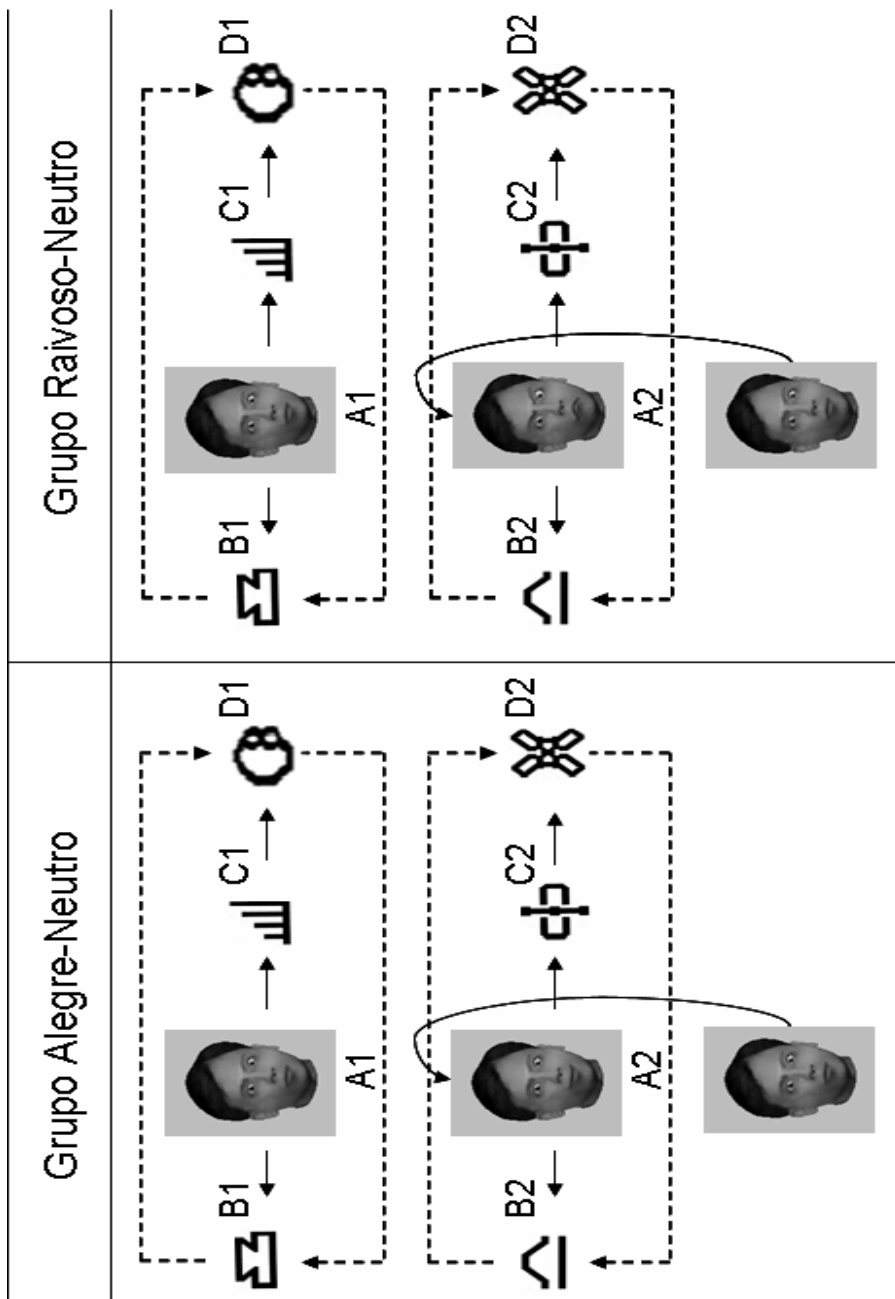 Grupo Alegre-Neutro
B1
C1
D1
A1
B2
C2
D2
A2
Grupo Raivoso-Neutro
B1
C1
D1
A1
B2
C2
D2
A2